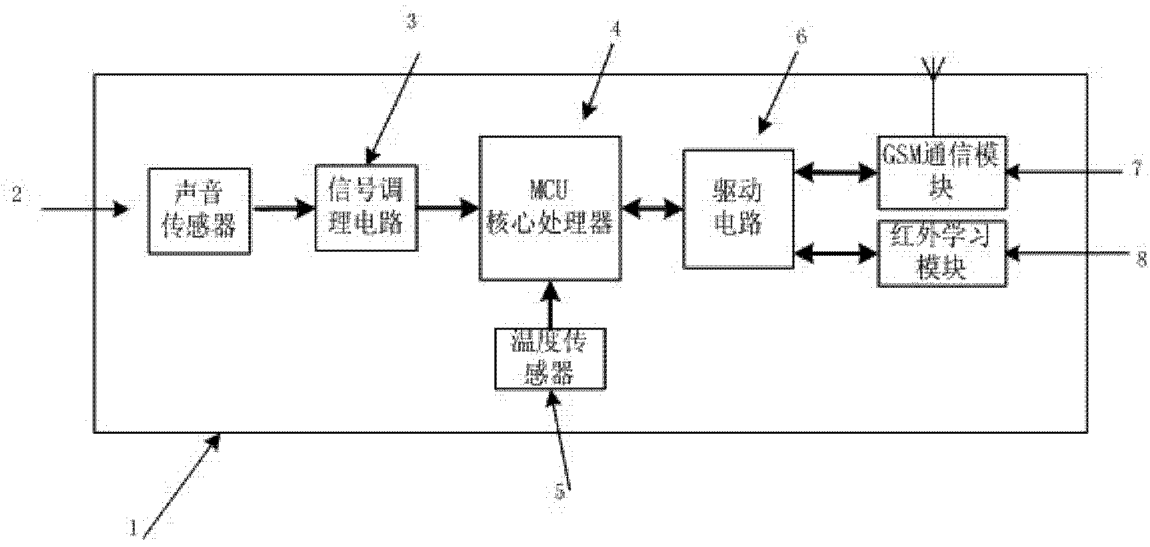 3
4
6
2
声音
传感器
信号调
理电路
MCU
核心处理器
驱动
电路
GSM通信模
块
7
红外学习
模块
8
温度传
感器
5
1